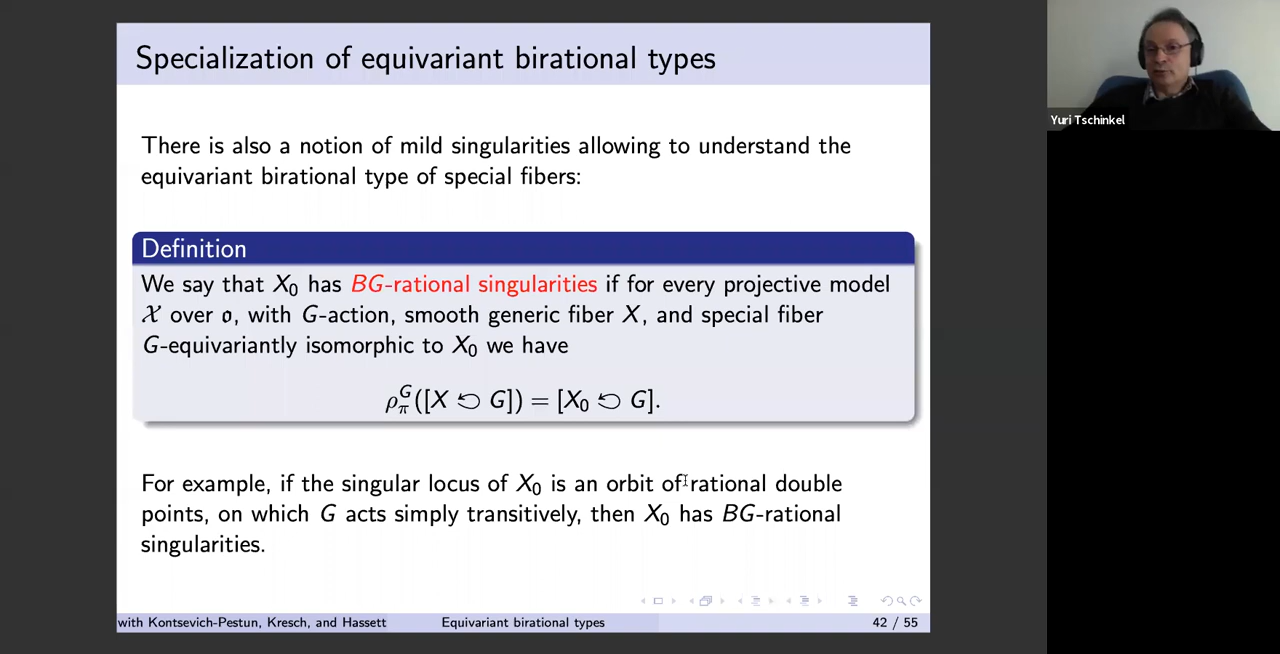 Specialization of equivariant birational types
There is also a notion of mild singularities allowing to understand the
equivariant birational type of special fibers:
Definition
We say that X₀ has BG-rational singularities if for every projective model
𝒳 over 𝔬, with G-action, smooth generic fiber X, and special fiber
G-equivariantly isomorphic to X₀ we have
ρ_π^G([X ↻ G]) = [X₀ ↻ G].
For example, if the singular locus of X₀ is an orbit of rational double
points, on which G acts simply transitively, then X₀ has BG-rational
singularities.
with Kontsevich-Pestun, Kresch, and Hassett
Equivariant birational types
42 / 55
Yuri Tschinkel